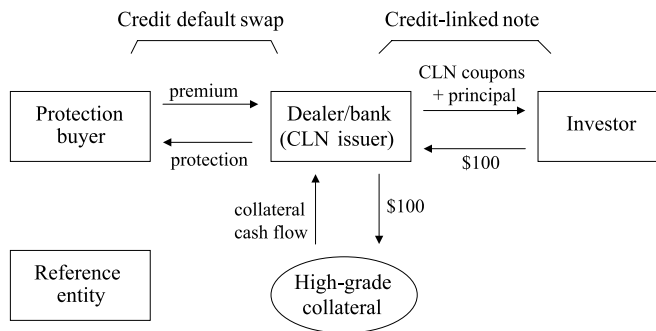 Credit default swap
Credit-linked note
CLN coupons
+ principal
premium
Protection
buyer
Dealer/bank
(CLN issuer)
Investor
protection
$100
collateral
cash flow
$100
Reference
entity
High-grade
collateral